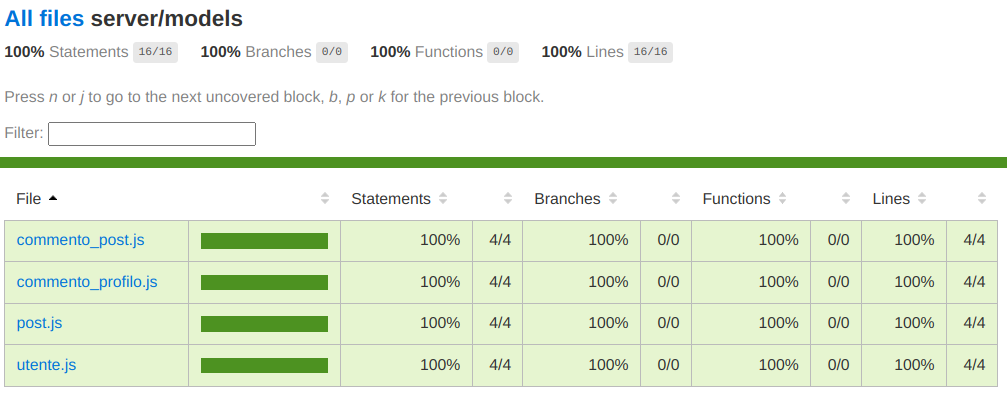 All files server/models
100% Statements 16/16 100% Branches 0/0 100% Functions 0/0 100% Lines 16/16
Press n or j to go to the next uncovered block, b, p or k for the previous block.
Filter:
File Statements Branches Functions Lines
commento_post.js 100% 4/4 100% 0/0 100% 0/0 100% 4/4
commento_profilo.js 100% 4/4 100% 0/0 100% 0/0 100% 4/4
post.js 100% 4/4 100% 0/0 100% 0/0 100% 4/4
utente.js 100% 4/4 100% 0/0 100% 0/0 100% 4/4